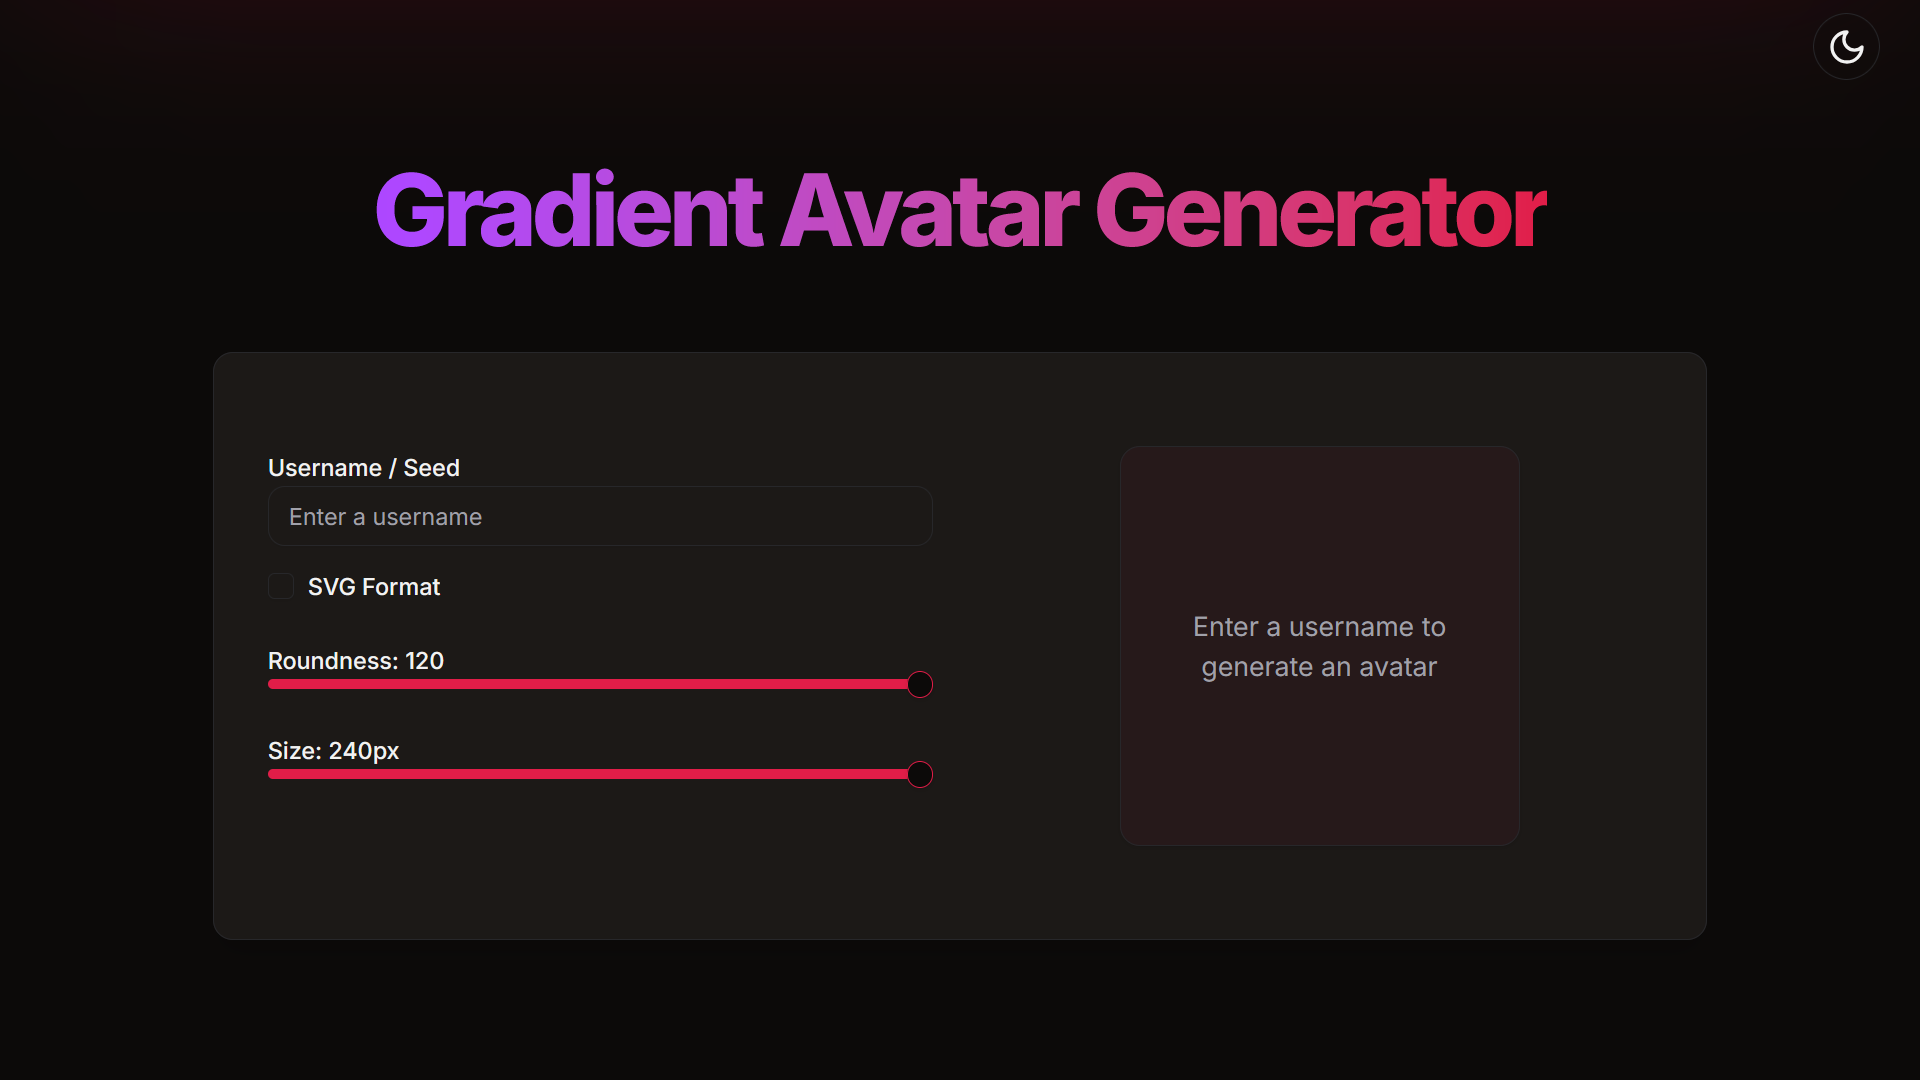 Gradient Avatar Generator
Username / Seed
Enter a username
SVG Format
Roundness: 120
Size: 240px
Enter a username to
generate an avatar